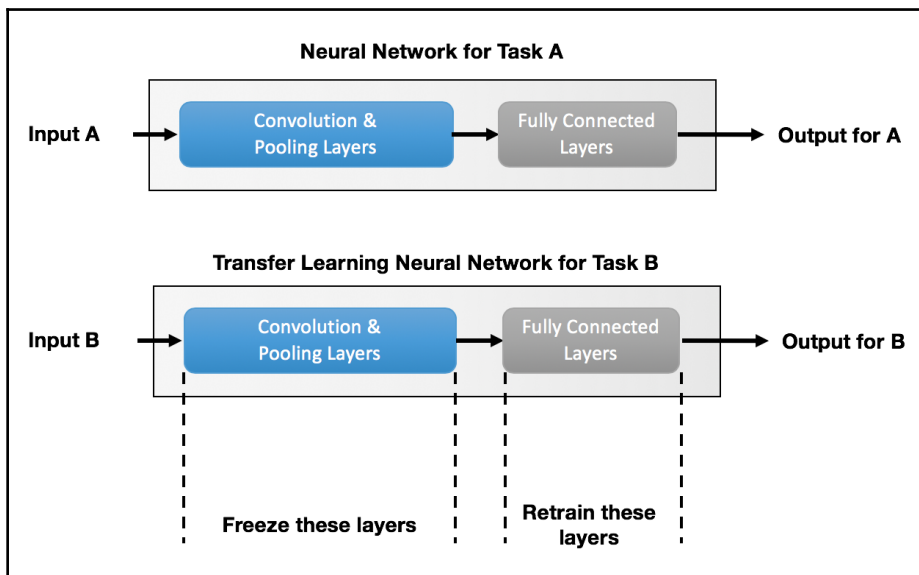 Neural Network for Task A
Input A
Convolution &
Pooling Layers
Fully Connected
Layers
Output for A
Transfer Learning Neural Network for Task B
Input B
Convolution &
Pooling Layers
Fully Connected
Layers
Output for B
Freeze these layers
Retrain these
layers